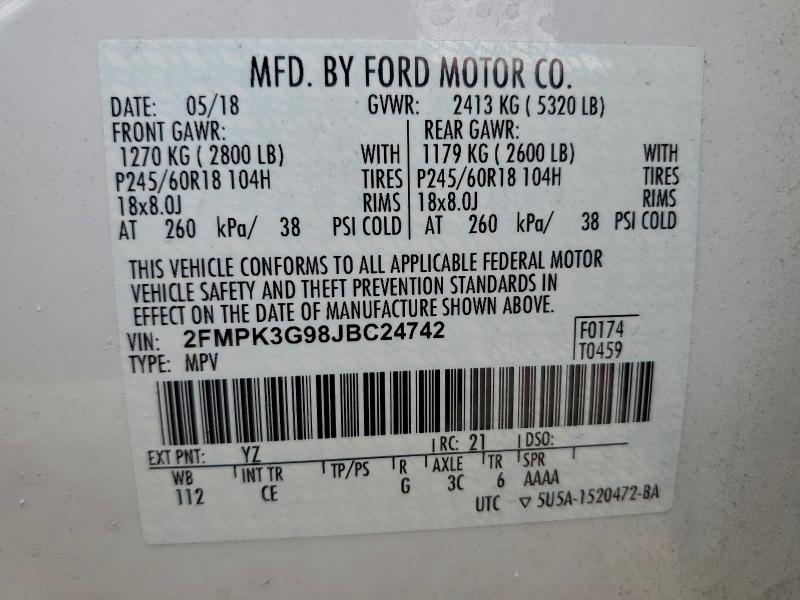 MFD. BY FORD MOTOR CO.
DATE: 05/18 GVWR: 2413 KG ( 5320 LB)
FRONT GAWR: REAR GAWR:
1270 KG ( 2800 LB) WITH 1179 KG ( 2600 LB) WITH
P245/60R18 104H TIRES P245/60R18 104H TIRES
18x8.0J RIMS 18x8.0J RIMS
AT 260 kPa/ 38 PSI COLD AT 260 kPa/ 38 PSI COLD
THIS VEHICLE CONFORMS TO ALL APPLICABLE FEDERAL MOTOR
VEHICLE SAFETY AND THEFT PREVENTION STANDARDS IN
EFFECT ON THE DATE OF MANUFACTURE SHOWN ABOVE.
VIN: 2FMPK3G98JBC24742 F0174
TYPE: MPV T0459
EXT PNT: YZ RC: 21 DSO:
WB INT TR TP/PS R AXLE TR SPR
112 CE G 3C 6 AAAA
UTC ▽ 5U5A-1520472-BA